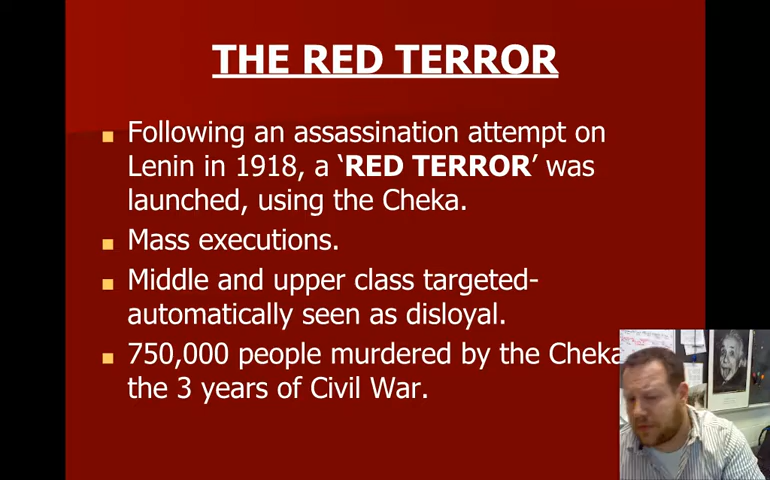 THE RED TERROR
Following an assassination attempt on
Lenin in 1918, a ‘RED TERROR’ was
launched, using the Cheka.
Mass executions.
Middle and upper class targeted-
automatically seen as disloyal.
750,000 people murdered by the Cheka
the 3 years of Civil War.